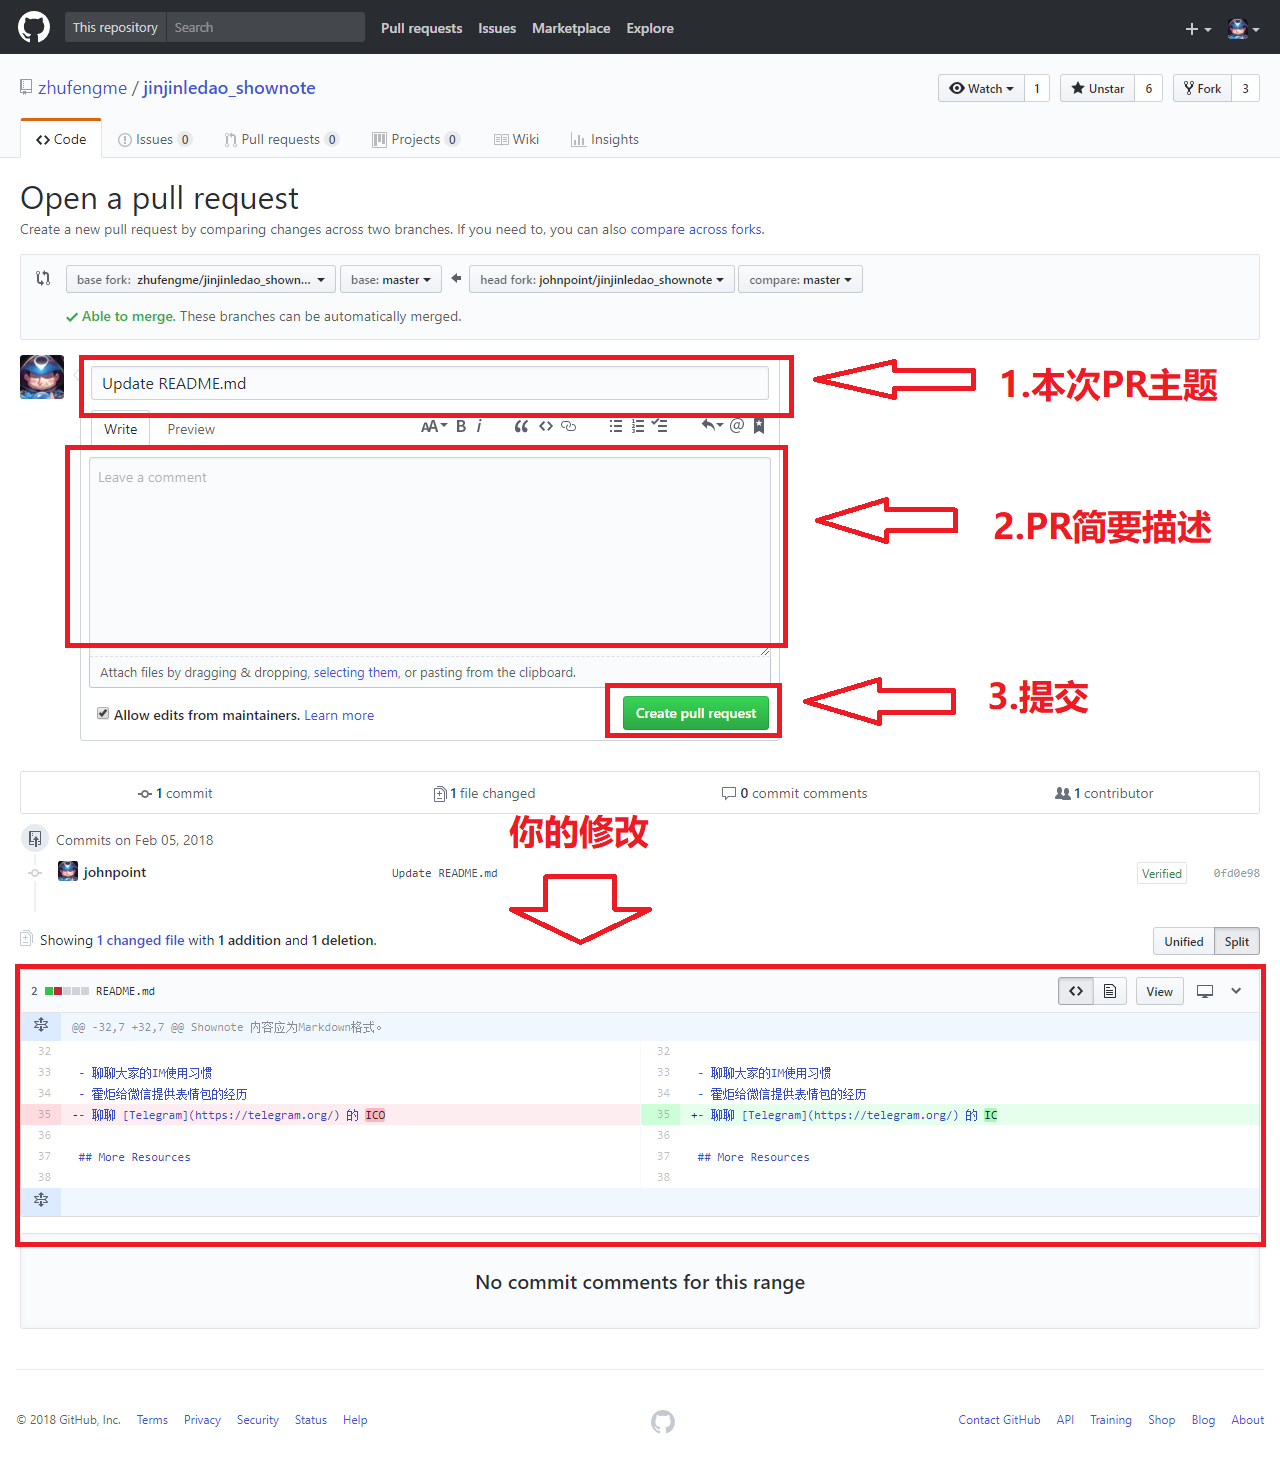 This repository Search Pull requests Issues Marketplace Explore
zhufengme / jinjinledao_shownote Watch 1 Unstar 6 Fork 3
Code Issues 0 Pull requests 0 Projects 0 Wiki Insights
Open a pull request
Create a new pull request by comparing changes across two branches. If you need to, you can also compare across forks.
base fork: zhufengme/jinjinledao_shown... base: master head fork: johnpoint/jinjinledao_shownote compare: master
Able to merge. These branches can be automatically merged.
Update README.md
1.本次PR主题
Write Preview AA B i
Leave a comment
2.PR简要描述
Attach files by dragging & dropping, selecting them, or pasting from the clipboard.
Allow edits from maintainers. Learn more Create pull request
3.提交
1 commit 1 file changed 0 commit comments 1 contributor
你的修改
Commits on Feb 05, 2018
johnpoint Update README.md Verified 0fd0e98
Showing 1 changed file with 1 addition and 1 deletion. Unified Split
2 README.md View
@@ -32,7 +32,7 @@ Shownote 内容应为Markdown格式。
32 32
33 - 聊聊大家的IM使用习惯 33 - 聊聊大家的IM使用习惯
34 - 霍炬给微信提供表情包的经历 34 - 霍炬给微信提供表情包的经历
35 -- 聊聊 [Telegram](https://telegram.org/) 的 ICO 35 +- 聊聊 [Telegram](https://telegram.org/) 的 IC
36 36
37 ## More Resources 37 ## More Resources
38 38
No commit comments for this range
© 2018 GitHub, Inc. Terms Privacy Security Status Help Contact GitHub API Training Shop Blog About